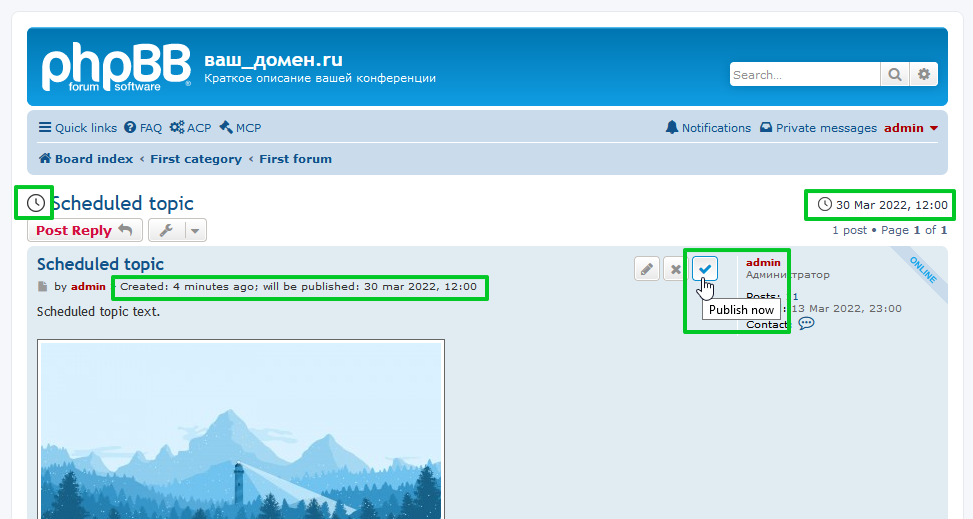 phpBB
forum software
ваш_домен.ru
Краткое описание вашей конференции
Search...
Quick links FAQ ACP MCP
Notifications Private messages admin
Board index ‹ First category ‹ First forum
Scheduled topic
30 Mar 2022, 12:00
Post Reply
1 post • Page 1 of 1
Scheduled topic
by admin Created: 4 minutes ago; will be published: 30 mar 2022, 12:00
Scheduled topic text.
admin
Администратор
ONLINE
Posts: 1
: 13 Mar 2022, 23:00
Contact:
Publish now